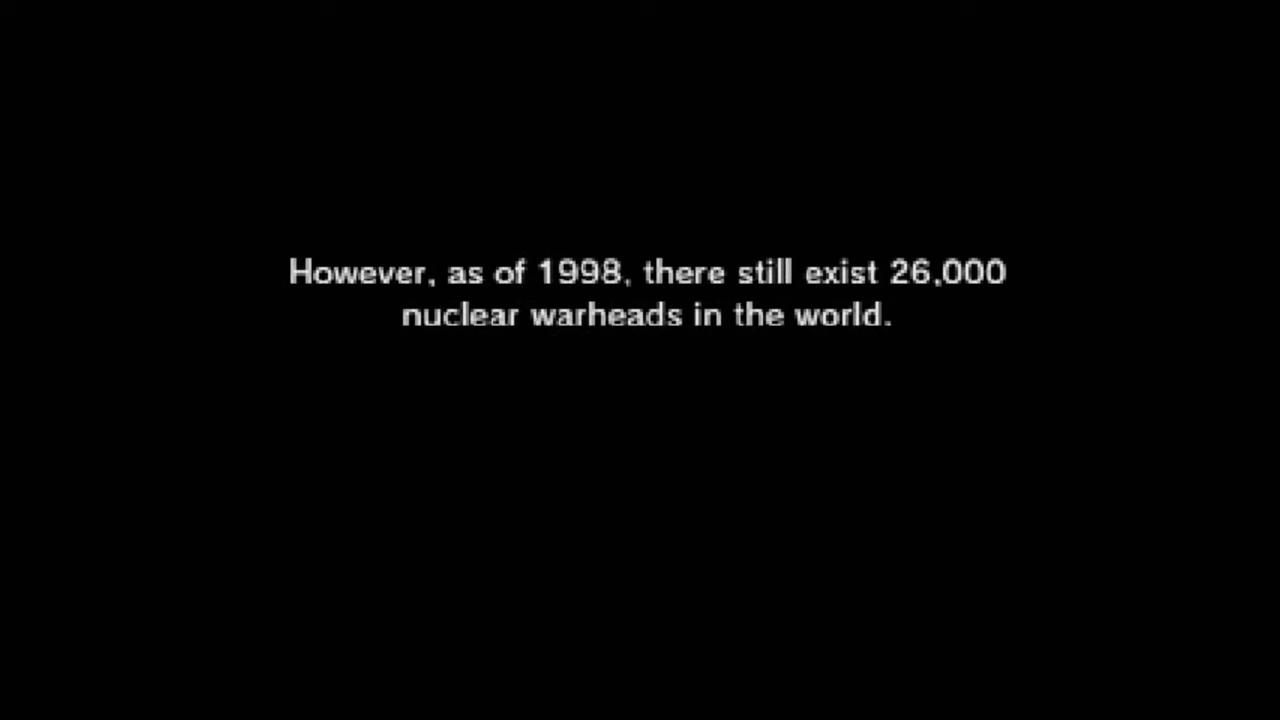 However, as of 1998, there still exist 26,000
nuclear warheads in the world.